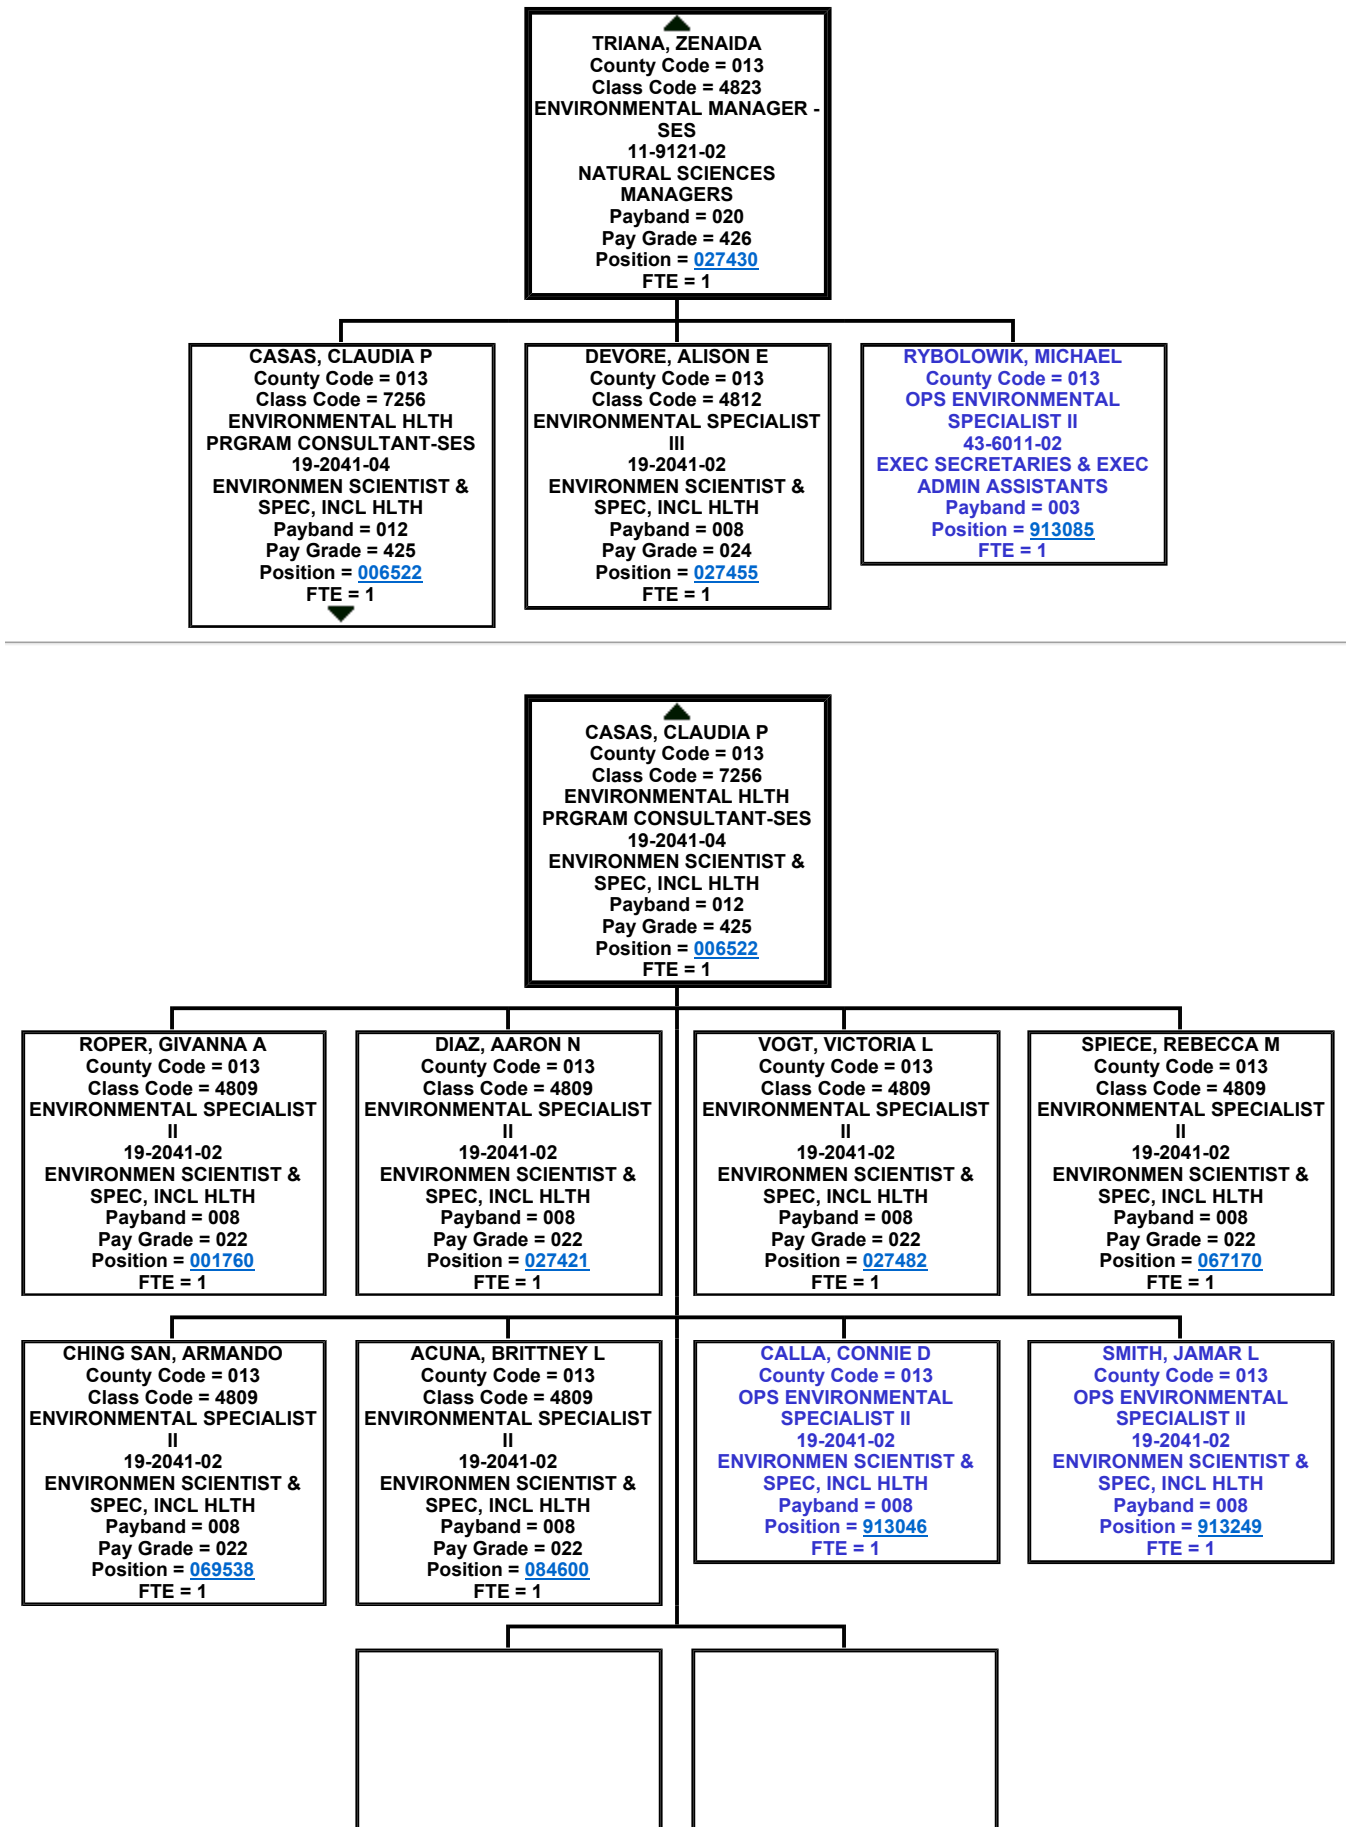 TRIANA, ZENAIDA
County Code = 013
Class Code = 4823
ENVIRONMENTAL MANAGER -
SES
11-9121-02
NATURAL SCIENCES
MANAGERS
Payband = 020
Pay Grade = 426
Position = 027430
FTE = 1
CASAS, CLAUDIA P
County Code = 013
Class Code = 7256
ENVIRONMENTAL HLTH
PRGRAM CONSULTANT-SES
19-2041-04
ENVIRONMEN SCIENTIST &
SPEC, INCL HLTH
Payband = 012
Pay Grade = 425
Position = 006522
FTE = 1
DEVORE, ALISON E
County Code = 013
Class Code = 4812
ENVIRONMENTAL SPECIALIST
III
19-2041-02
ENVIRONMEN SCIENTIST &
SPEC, INCL HLTH
Payband = 008
Pay Grade = 024
Position = 027455
FTE = 1
RYBOLOWIK, MICHAEL
County Code = 013
OPS ENVIRONMENTAL
SPECIALIST II
43-6011-02
EXEC SECRETARIES & EXEC
ADMIN ASSISTANTS
Payband = 003
Position = 913085
FTE = 1
CASAS, CLAUDIA P
County Code = 013
Class Code = 7256
ENVIRONMENTAL HLTH
PRGRAM CONSULTANT-SES
19-2041-04
ENVIRONMEN SCIENTIST &
SPEC, INCL HLTH
Payband = 012
Pay Grade = 425
Position = 006522
FTE = 1
ROPER, GIVANNA A
County Code = 013
Class Code = 4809
ENVIRONMENTAL SPECIALIST
II
19-2041-02
ENVIRONMEN SCIENTIST &
SPEC, INCL HLTH
Payband = 008
Pay Grade = 022
Position = 001760
FTE = 1
DIAZ, AARON N
County Code = 013
Class Code = 4809
ENVIRONMENTAL SPECIALIST
II
19-2041-02
ENVIRONMEN SCIENTIST &
SPEC, INCL HLTH
Payband = 008
Pay Grade = 022
Position = 027421
FTE = 1
VOGT, VICTORIA L
County Code = 013
Class Code = 4809
ENVIRONMENTAL SPECIALIST
II
19-2041-02
ENVIRONMEN SCIENTIST &
SPEC, INCL HLTH
Payband = 008
Pay Grade = 022
Position = 027482
FTE = 1
SPIECE, REBECCA M
County Code = 013
Class Code = 4809
ENVIRONMENTAL SPECIALIST
II
19-2041-02
ENVIRONMEN SCIENTIST &
SPEC, INCL HLTH
Payband = 008
Pay Grade = 022
Position = 067170
FTE = 1
CHING SAN, ARMANDO
County Code = 013
Class Code = 4809
ENVIRONMENTAL SPECIALIST
II
19-2041-02
ENVIRONMEN SCIENTIST &
SPEC, INCL HLTH
Payband = 008
Pay Grade = 022
Position = 069538
FTE = 1
ACUNA, BRITTNEY L
County Code = 013
Class Code = 4809
ENVIRONMENTAL SPECIALIST
II
19-2041-02
ENVIRONMEN SCIENTIST &
SPEC, INCL HLTH
Payband = 008
Pay Grade = 022
Position = 084600
FTE = 1
CALLA, CONNIE D
County Code = 013
OPS ENVIRONMENTAL
SPECIALIST II
19-2041-02
ENVIRONMEN SCIENTIST &
SPEC, INCL HLTH
Payband = 008
Position = 913046
FTE = 1
SMITH, JAMAR L
County Code = 013
OPS ENVIRONMENTAL
SPECIALIST II
19-2041-02
ENVIRONMEN SCIENTIST &
SPEC, INCL HLTH
Payband = 008
Position = 913249
FTE = 1